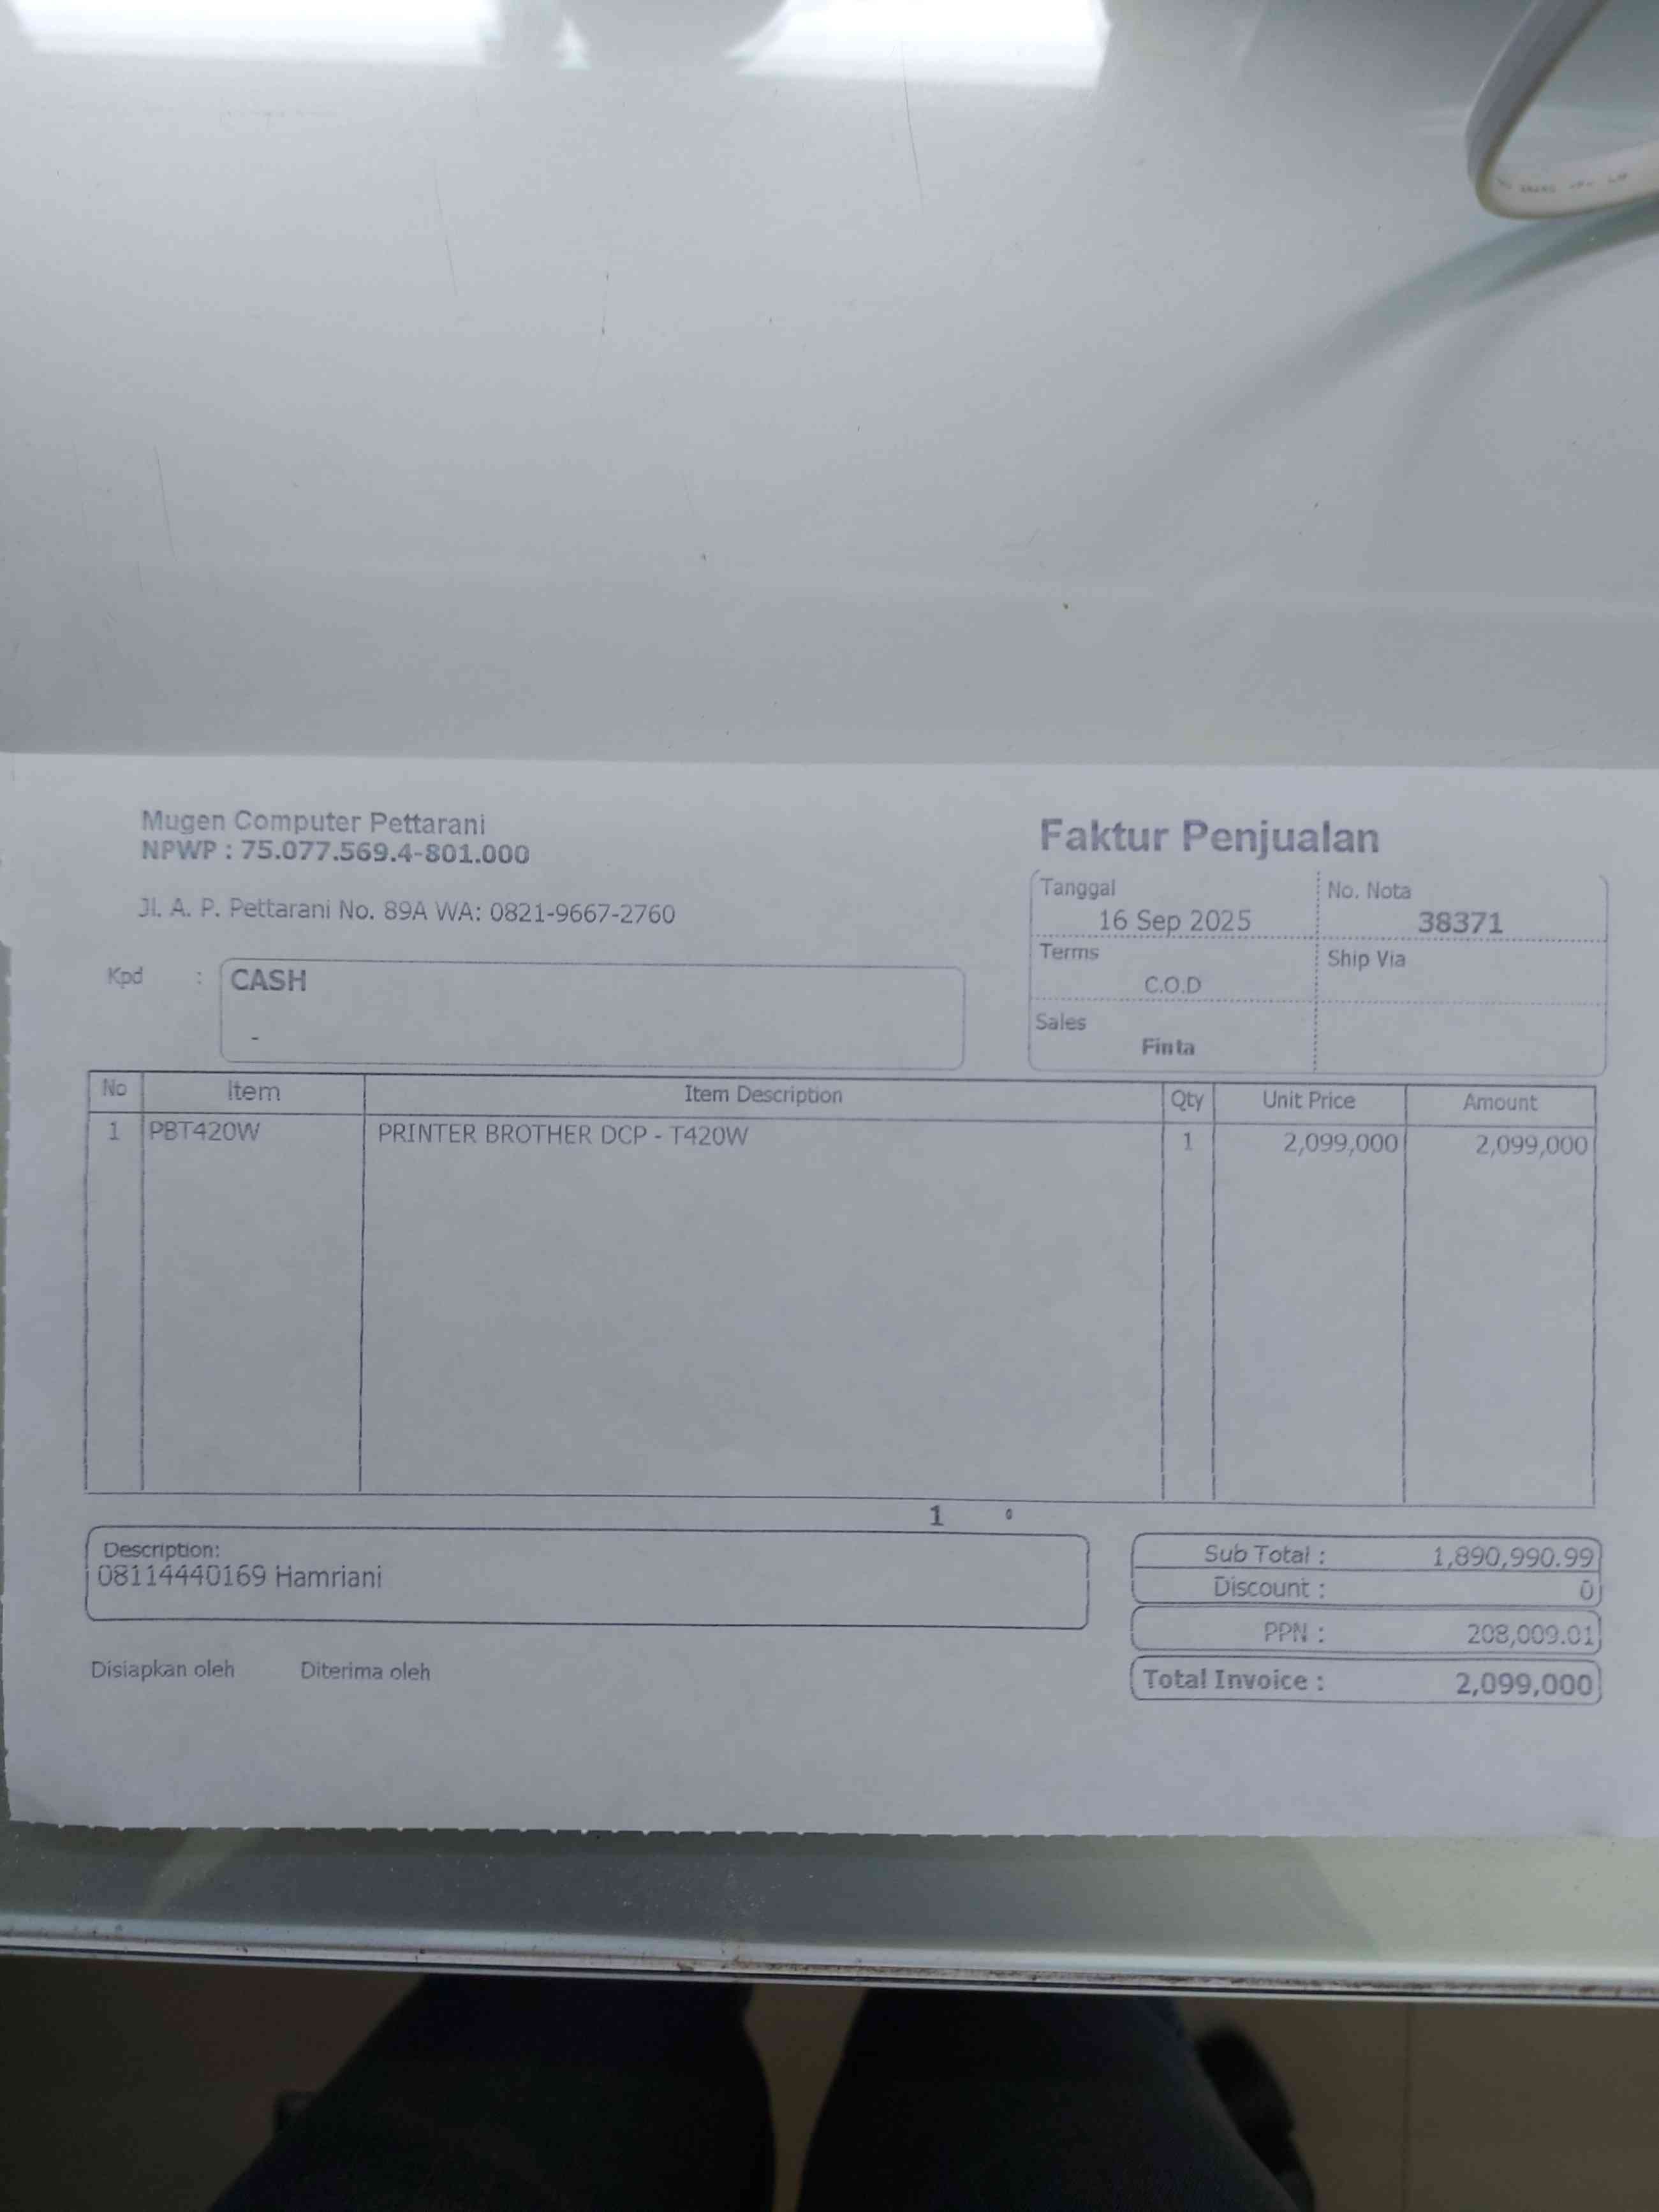 Mugen Computer Pettarani
NPWP : 75.077.569.4-801.000
Jl. A. P. Pettarani No. 89A WA: 0821-9667-2760
Kpd : CASH
-
Faktur Penjualan
Tanggal No. Nota
16 Sep 2025 38371
Terms Ship Via
C.O.D
Sales
Finta
No Item Item Description Qty Unit Price Amount
1 PBT420W PRINTER BROTHER DCP - T420W 1 2,099,000 2,099,000
1 0
Description:
08114440169 Hamriani
Disiapkan oleh Diterima oleh
Sub Total : 1,890,990.99
Discount : 0
PPN : 208,009.01
Total Invoice : 2,099,000